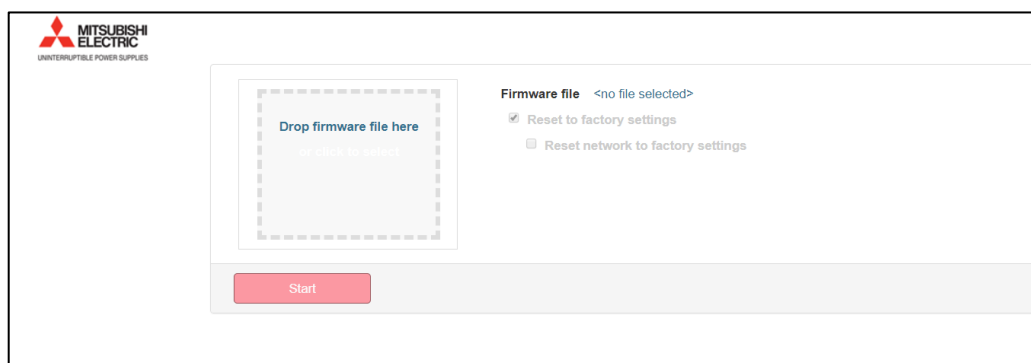 MITSUBISHI
ELECTRIC
UNINTERRUPTIBLE POWER SUPPLIES
Drop firmware file here
or click to select
Firmware file <no file selected>
Reset to factory settings
Reset network to factory settings
Start